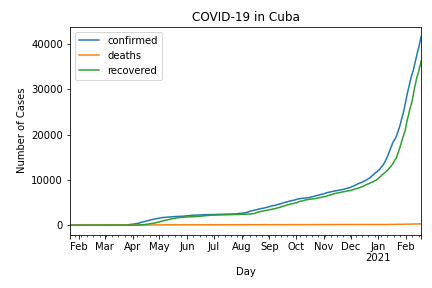 COVID-19 in Cuba
confirmed
deaths
recovered
Number of Cases
40000
30000
20000
10000
0
Feb Mar Apr May Jun Jul Aug Sep Oct Nov Dec Jan Feb
2021
Day